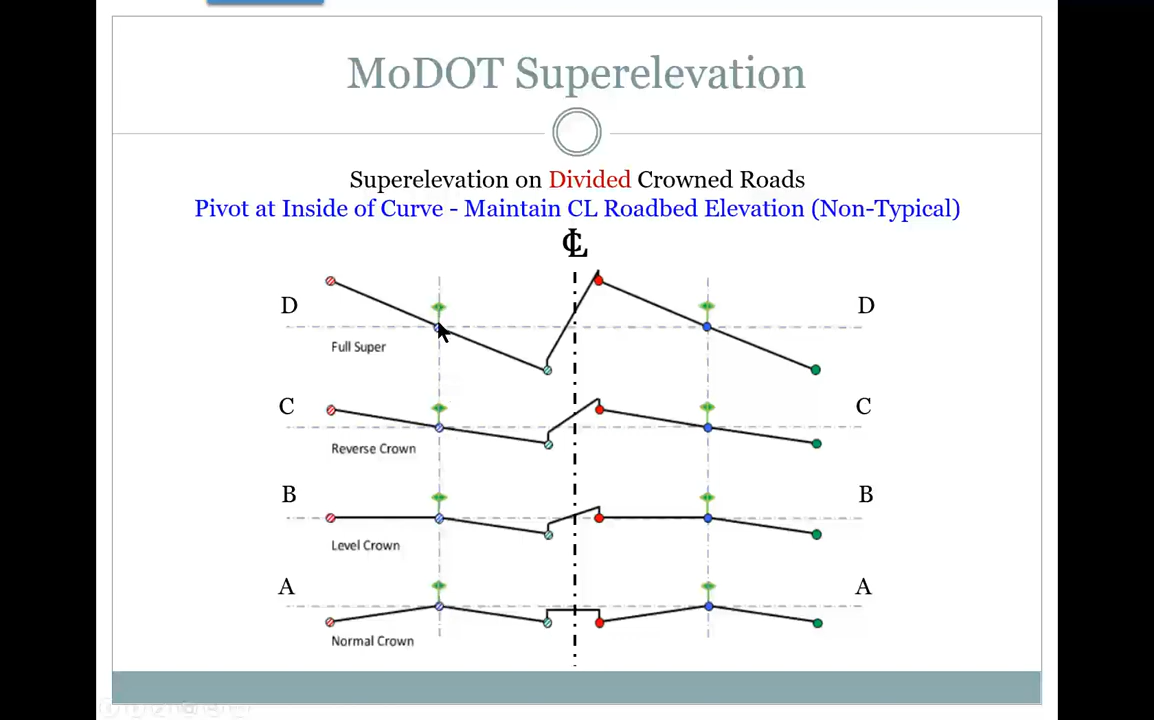 MoDOT Superelevation
Superelevation on Divided Crowned Roads
Pivot at Inside of Curve - Maintain CL Roadbed Elevation (Non-Typical)
℄
D D
Full Super
C C
Reverse Crown
B B
Level Crown
A A
Normal Crown